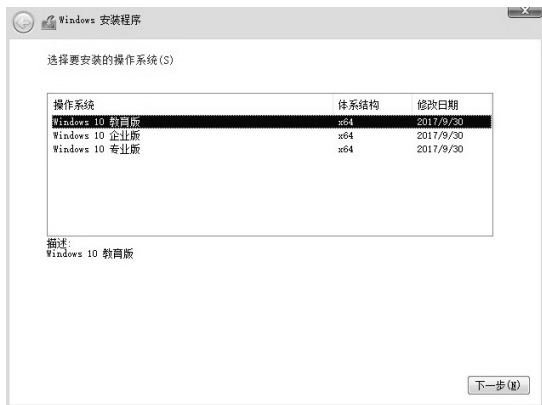 Windows 安装程序
选择要安装的操作系统(S)
操作系统 体系结构 修改日期
Windows 10 教育版 x64 2017/9/30
Windows 10 企业版 x64 2017/9/30
Windows 10 专业版 x64 2017/9/30
描述:
Windows 10 教育版
下一步(N)